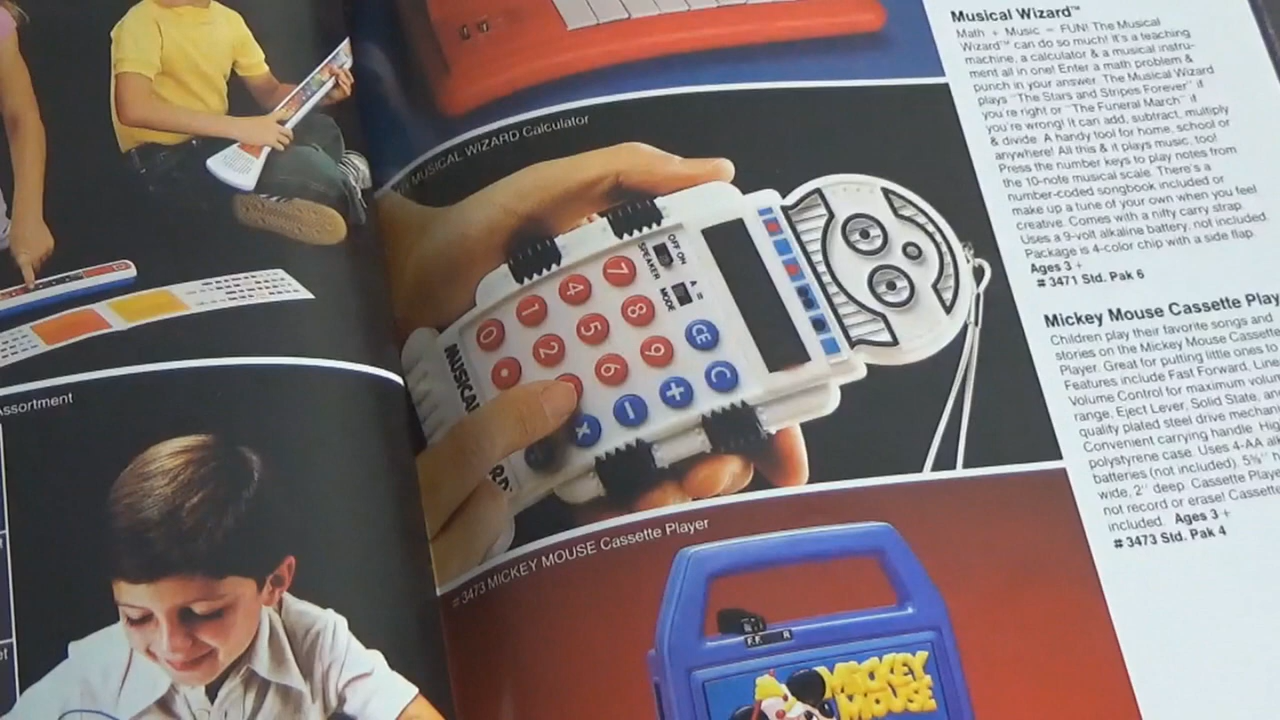 Musical Wizard™
Math + Music = FUN! The Musical
Wizard™ can do so much! It's a teaching
machine, a calculator & a musical instru-
ment all in one! Enter a math problem &
punch in your answer. The Musical Wizard
plays "The Stars and Stripes Forever" if
you're right or "The Funeral March" if
you're wrong! It can add, subtract, multiply
& divide. A handy tool for home, school or
anywhere! All this & it plays music, too!
Press the number keys to play notes from
the 10-note musical scale. There's a
number-coded songbook included or
make up a tune of your own when you feel
creative. Comes with a nifty carry strap.
Uses a 9-volt alkaline battery, not included.
Package is 4-color chip with a side flap.
Ages 3 +
# 3471 Std. Pak 6
Mickey Mouse Cassette Play
Children play their favorite songs and
stories on the Mickey Mouse Cassette
Player. Great for putting little ones to
Features include Fast Forward, Line
Volume Control for maximum volum
range, Eject Lever, Solid State, and
quality plated steel drive mechan
Convenient carrying handle. Hig
polystyrene case. Uses 4-AA alk
batteries (not included). 5⅝" h
wide, 2" deep. Cassette Playe
not record or erase! Cassett
included. Ages 3 +
# 3473 Std. Pak 4
MUSICAL WIZARD Calculator
OFF ON
SPEAKER
A =
MODE
7
4
1
0
8
5
2
•
9
6
CE
C
+
−
×
MUSICAL
Assortment
# 3473 MICKEY MOUSE Cassette Player
F.F. R
MICKEY
MOUSE